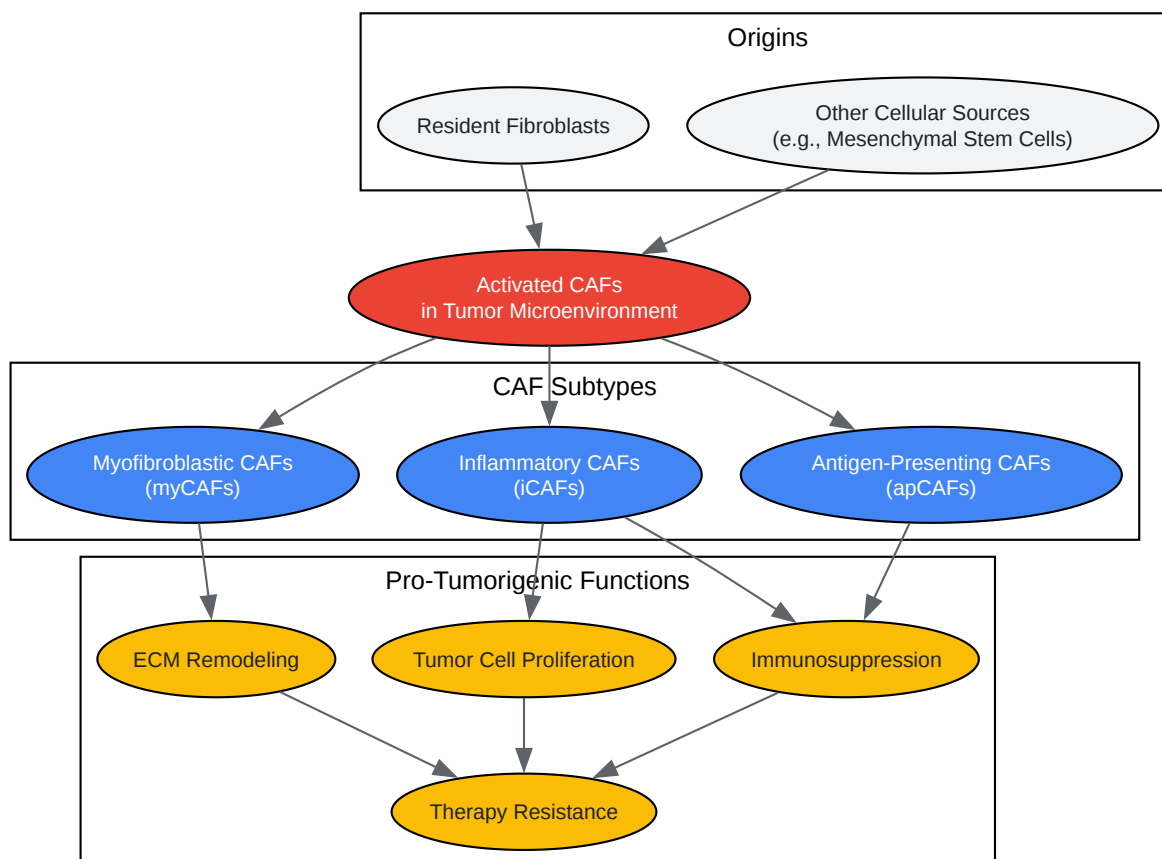 Origins
Resident Fibroblasts
Other Cellular Sources
(e.g., Mesenchymal Stem Cells)
Activated CAFs
in Tumor Microenvironment
CAF Subtypes
Myofibroblastic CAFs
(myCAFs)
Inflammatory CAFs
(iCAFs)
Antigen-Presenting CAFs
(apCAFs)
Pro-Tumorigenic Functions
ECM Remodeling
Tumor Cell Proliferation
Immunosuppression
Therapy Resistance